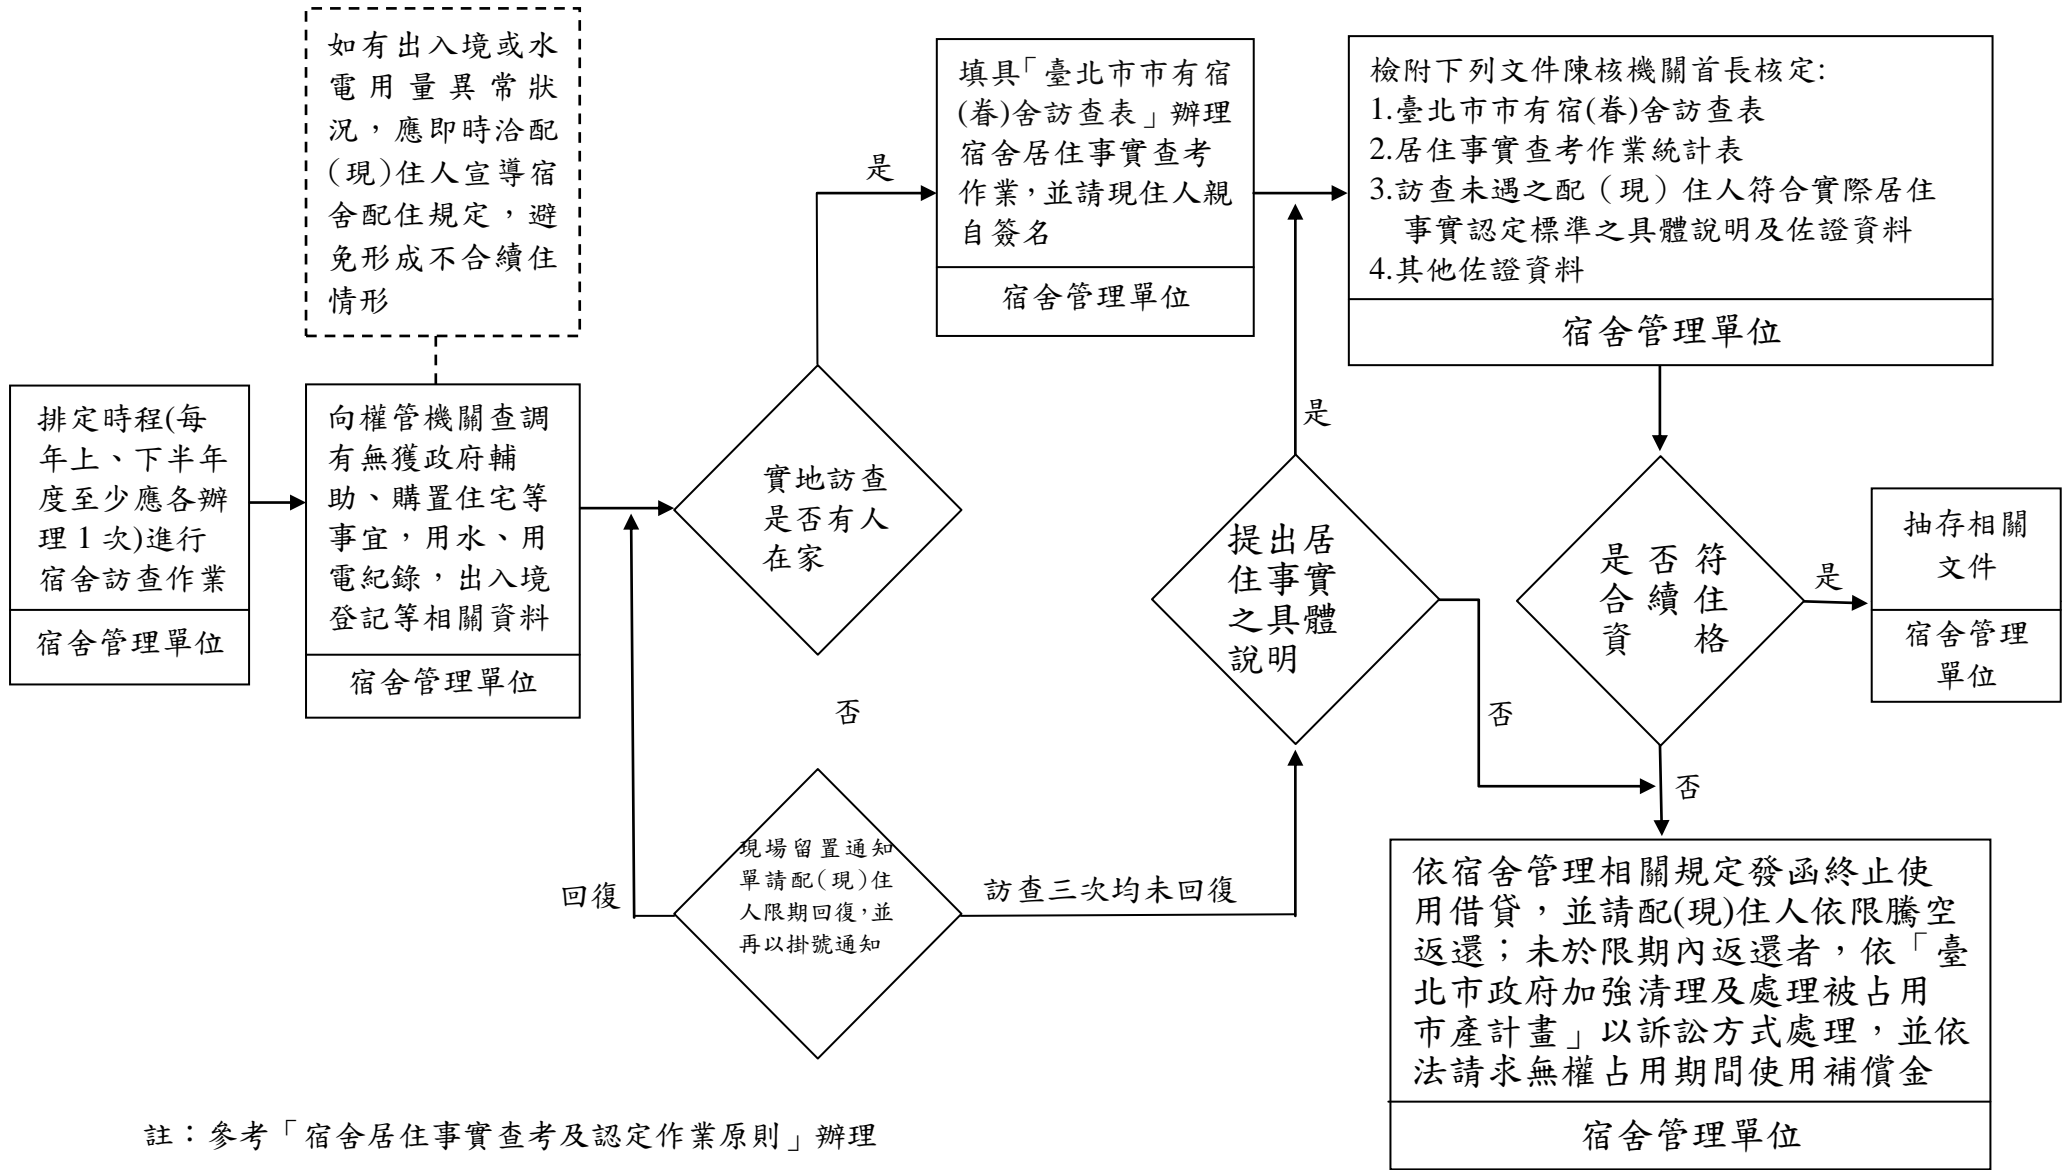 如有出入境或水
電用量異常狀
況，應即時洽配
(現)住人宣導宿
舍配住規定，避
免形成不合續住
情形
排定時程(每
年上、下半年
度至少應各辦
理 1 次)進行
宿舍訪查作業
宿舍管理單位
向權管機關查調
有無獲政府輔
助、購置住宅等
事宜，用水、用
電紀錄，出入境
登記等相關資料
宿舍管理單位
實地訪查
是否有人
在家
是
填具「臺北市市有宿
(眷)舍訪查表」辦理
宿舍居住事實查考
作業，並請現住人親
自簽名
宿舍管理單位
否
現場留置通知
單請配(現)住
人限期回復，並
再以掛號通知
回復
訪查三次均未回復
提出居
住事實
之具體
說明
是
否
檢附下列文件陳核機關首長核定:
1.臺北市市有宿(眷)舍訪查表
2.居住事實查考作業統計表
3.訪查未遇之配（現）住人符合實際居住
事實認定標準之具體說明及佐證資料
4.其他佐證資料
宿舍管理單位
是否符
合續住
資格
是
抽存相關
文件
宿舍管理
單位
否
依宿舍管理相關規定發函終止使
用借貸，並請配(現)住人依限騰空
返還；未於限期內返還者，依「臺
北市政府加強清理及處理被占用
市產計畫」以訴訟方式處理，並依
法請求無權占用期間使用補償金
宿舍管理單位
註：參考「宿舍居住事實查考及認定作業原則」辦理